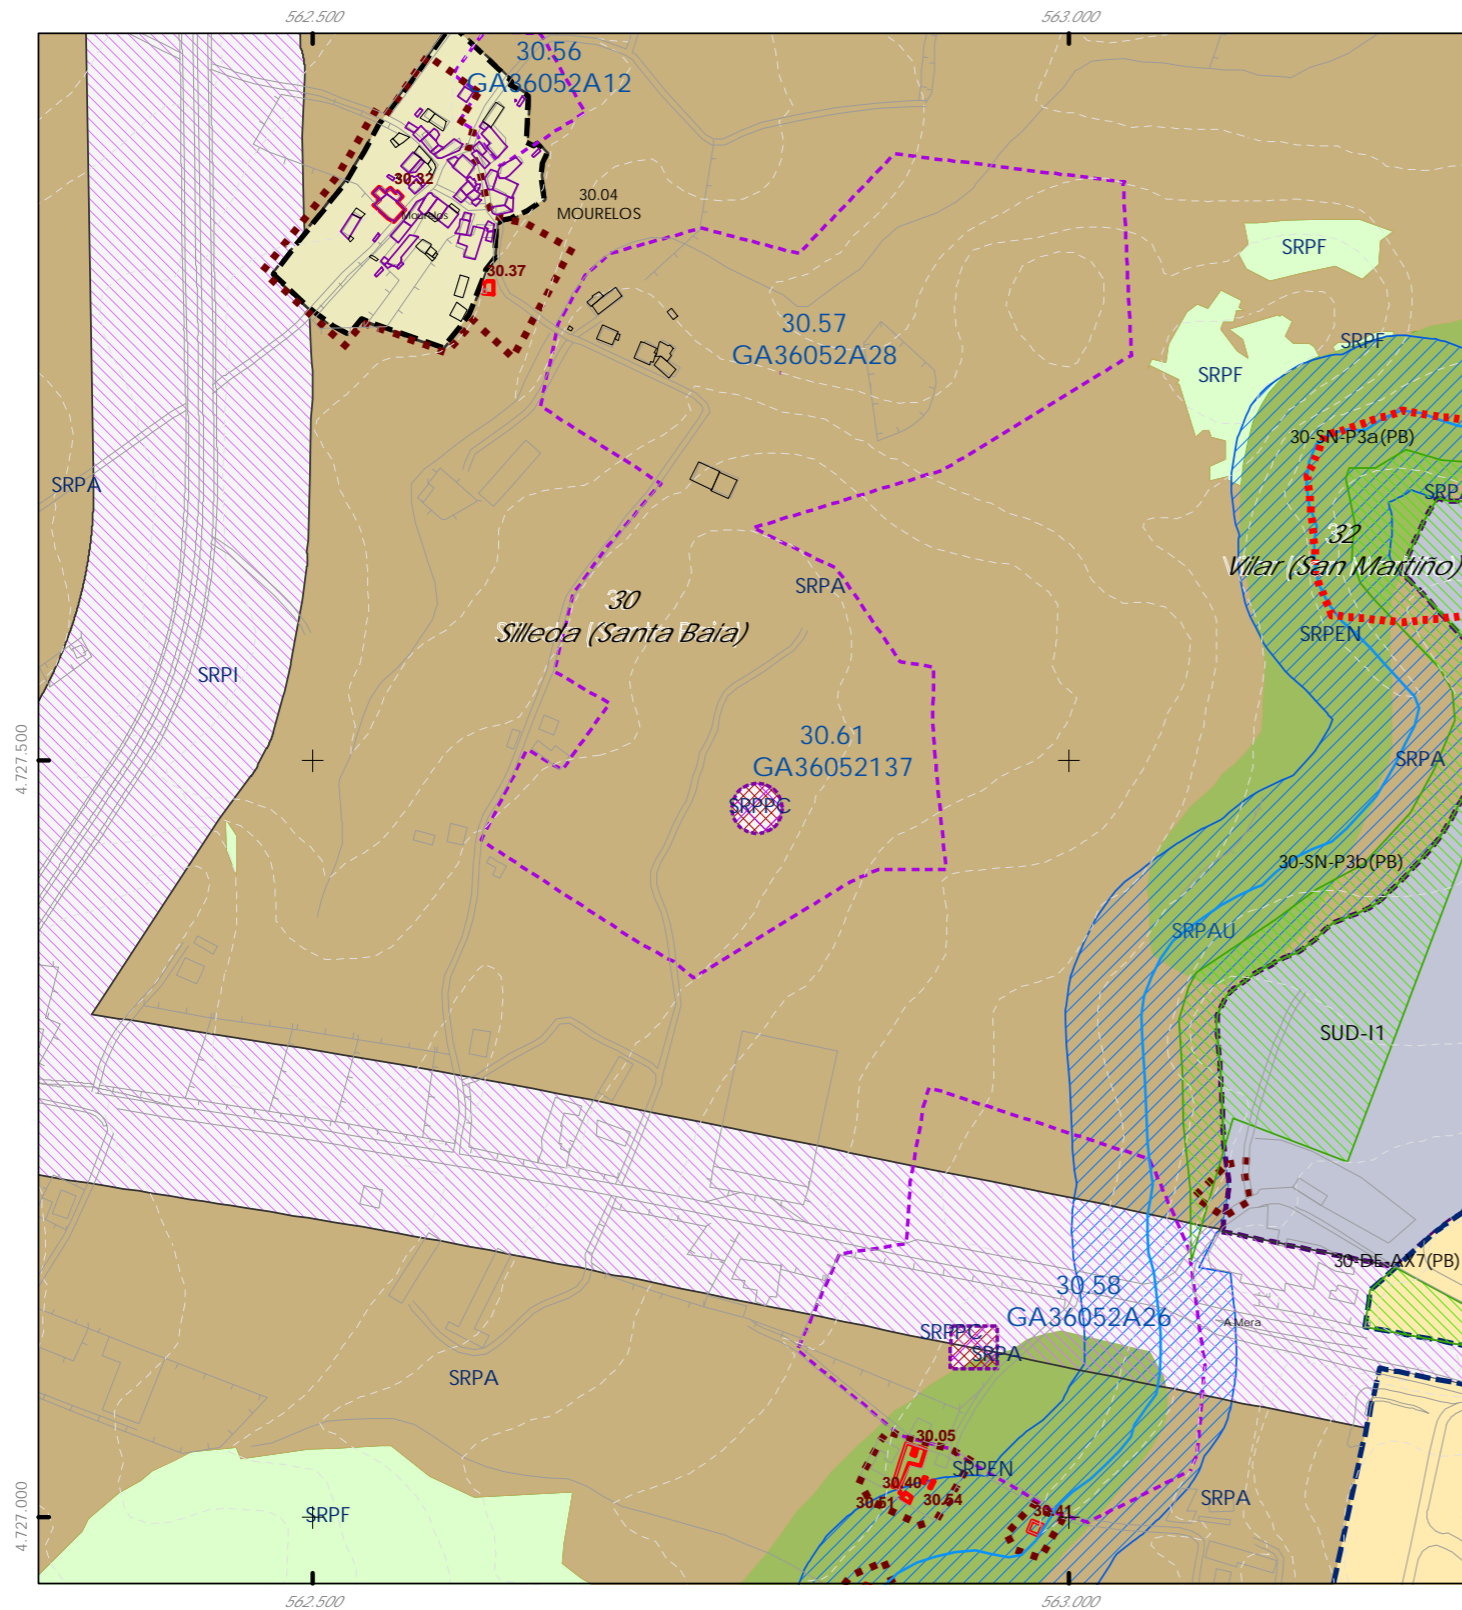 562.500
563.000
30.56
GA36052A12
30.32
Mourelos
30.04
MOURELOS
30.37
30.57
GA36052A28
SRPF
SRPF
SRPF
30-SN-P3a(PB)
SRPA
32
Vilar (San Martiño)
SRPA
30
Silleda (Santa Baia)
SRPEN
SRPI
30.61
GA36052137
SRPPC
4.727.500
SRPA
30-SN-P3b(PB)
SRPAU
SUD-I1
30-DE-AX7(PB)
30.58
GA36052A26
A Mera
SRPPC
SRPA
SRPA
30.05
SRPEN
30.40
30.51
30.54
30.41
SRPA
SRPF
4.727.000
562.500
563.000